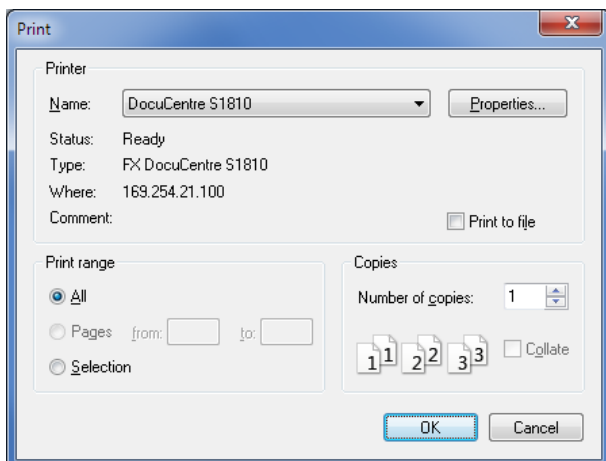 Print
Printer
Name: DocuCentre S1810 Properties...
Status: Ready
Type: FX DocuCentre S1810
Where: 169.254.21.100
Comment:
Print to file
Print range
All
Pages from: to:
Selection
Copies
Number of copies: 1
1 1 2 2 3 3 Collate
OK Cancel